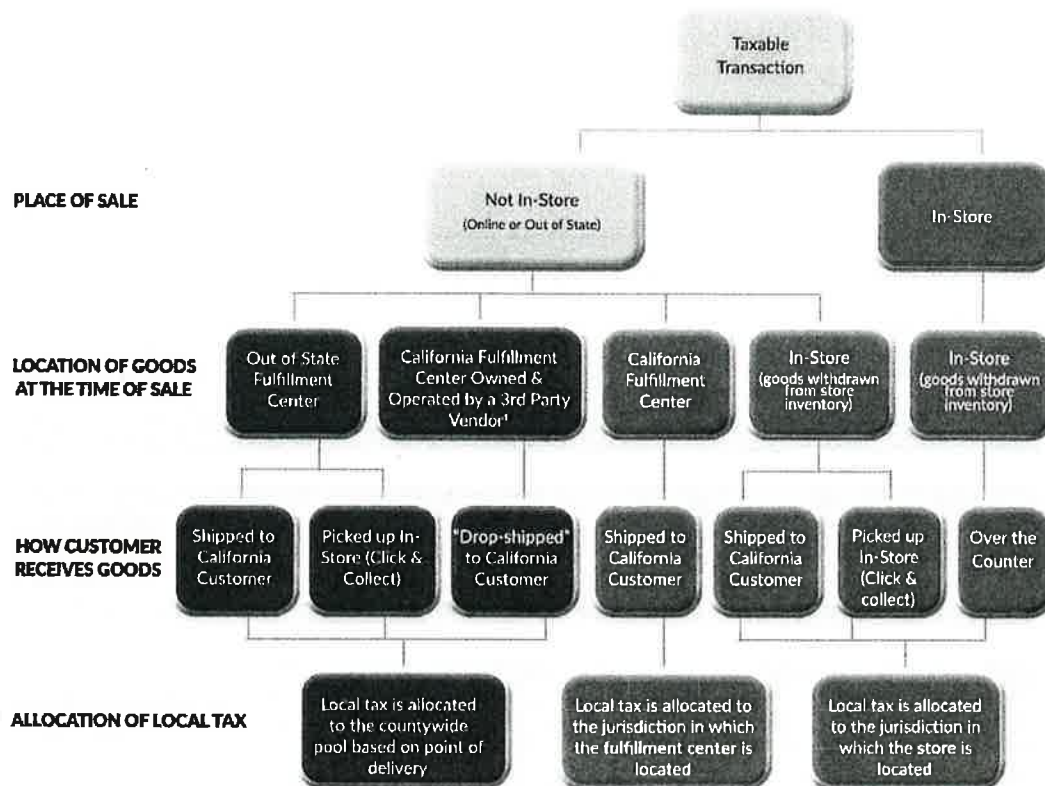 Taxable
Transaction
PLACE OF SALE
Not In-Store
(Online or Out of State)
In-Store
LOCATION OF GOODS
AT THE TIME OF SALE
Out of State
Fulfillment
Center
California Fulfillment
Center Owned &
Operated by a 3rd Party
Vendor¹
California
Fulfillment
Center
In-Store
(goods withdrawn
from store
inventory)
In-Store
(goods withdrawn
from store
inventory)
HOW CUSTOMER
RECEIVES GOODS
Shipped to
California
Customer
Picked up In-
Store (Click &
Collect)
"Drop-shipped"
to California
Customer
Shipped to
California
Customer
Shipped to
California
Customer
Picked up
In-Store
(Click &
collect)
Over the
Counter
ALLOCATION OF LOCAL TAX
Local tax is allocated
to the countywide
pool based on point of
delivery
Local tax is allocated to
the jurisdiction in which
the fulfillment center is
located
Local tax is allocated
to the jurisdiction in
which the store is
located